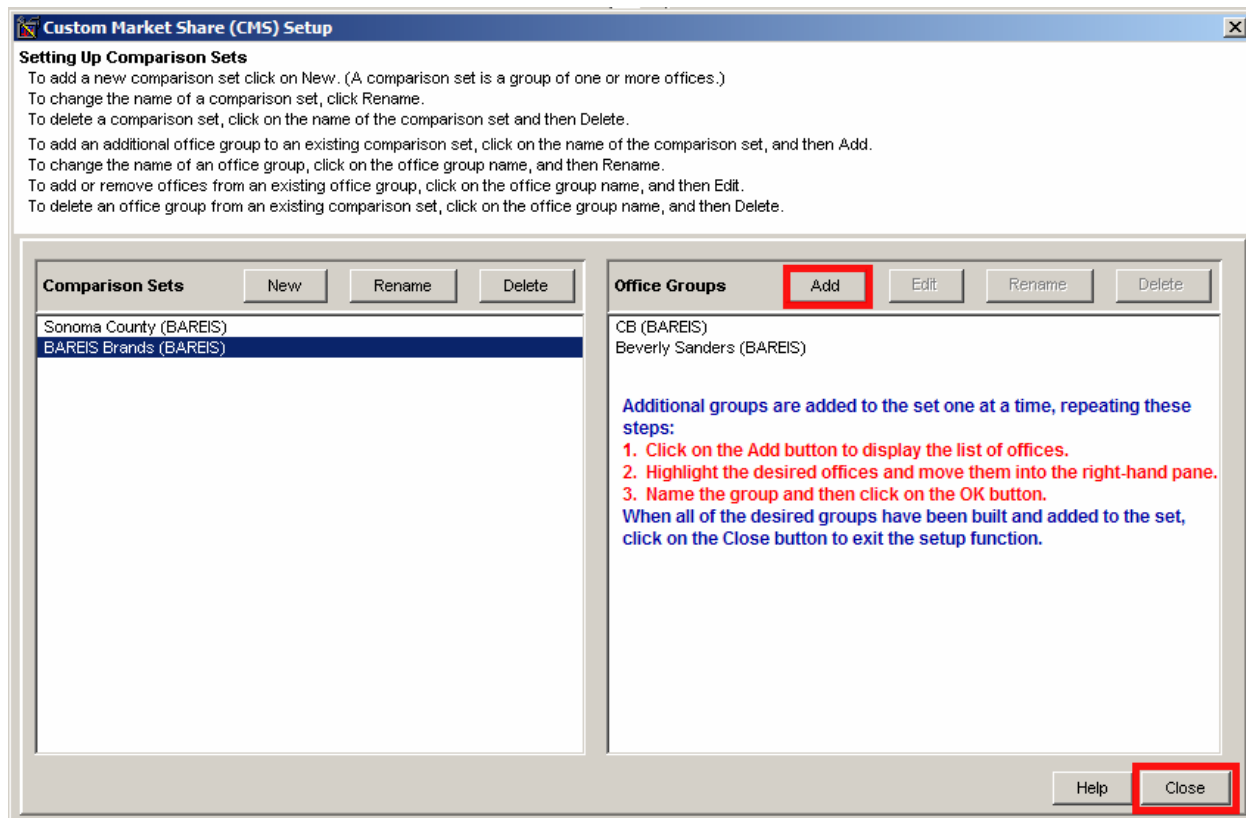 Custom Market Share (CMS) Setup
Setting Up Comparison Sets
To add a new comparison set click on New. (A comparison set is a group of one or more offices.)
To change the name of a comparison set, click Rename.
To delete a comparison set, click on the name of the comparison set and then Delete.
To add an additional office group to an existing comparison set, click on the name of the comparison set, and then Add.
To change the name of an office group, click on the office group name, and then Rename.
To add or remove offices from an existing office group, click on the office group name, and then Edit.
To delete an office group from an existing comparison set, click on the office group name, and then Delete.
Comparison Sets New Rename Delete
Sonoma County (BAREIS)
BAREIS Brands (BAREIS)
Office Groups Add Edit Rename Delete
CB (BAREIS)
Beverly Sanders (BAREIS)
Additional groups are added to the set one at a time, repeating these
steps:
1. Click on the Add button to display the list of offices.
2. Highlight the desired offices and move them into the right-hand pane.
3. Name the group and then click on the OK button.
When all of the desired groups have been built and added to the set,
click on the Close button to exit the setup function.
Help Close